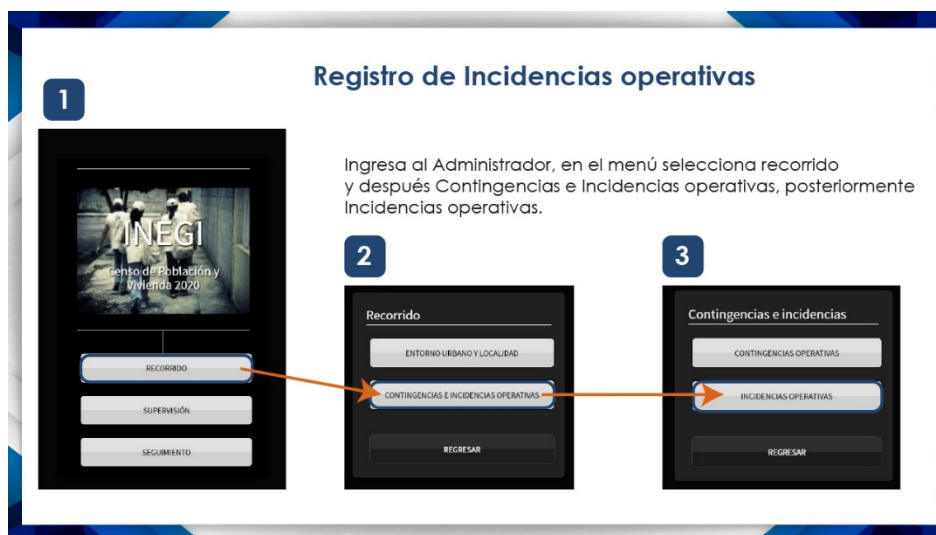 Registro de Incidencias operativas
1
INEGI
Censo de Población y
Vivienda 2020
RECORRIDO
SUPERVISIÓN
SEGUIMIENTO
Ingresa al Administrador, en el menú selecciona recorrido
y después Contingencias e Incidencias operativas, posteriormente
Incidencias operativas.
2
Recorrido
ENTORNO URBANO Y LOCALIDAD
CONTINGENCIAS E INCIDENCIAS OPERATIVAS
REGRESAR
3
Contingencias e incidencias
CONTINGENCIAS OPERATIVAS
INCIDENCIAS OPERATIVAS
REGRESAR